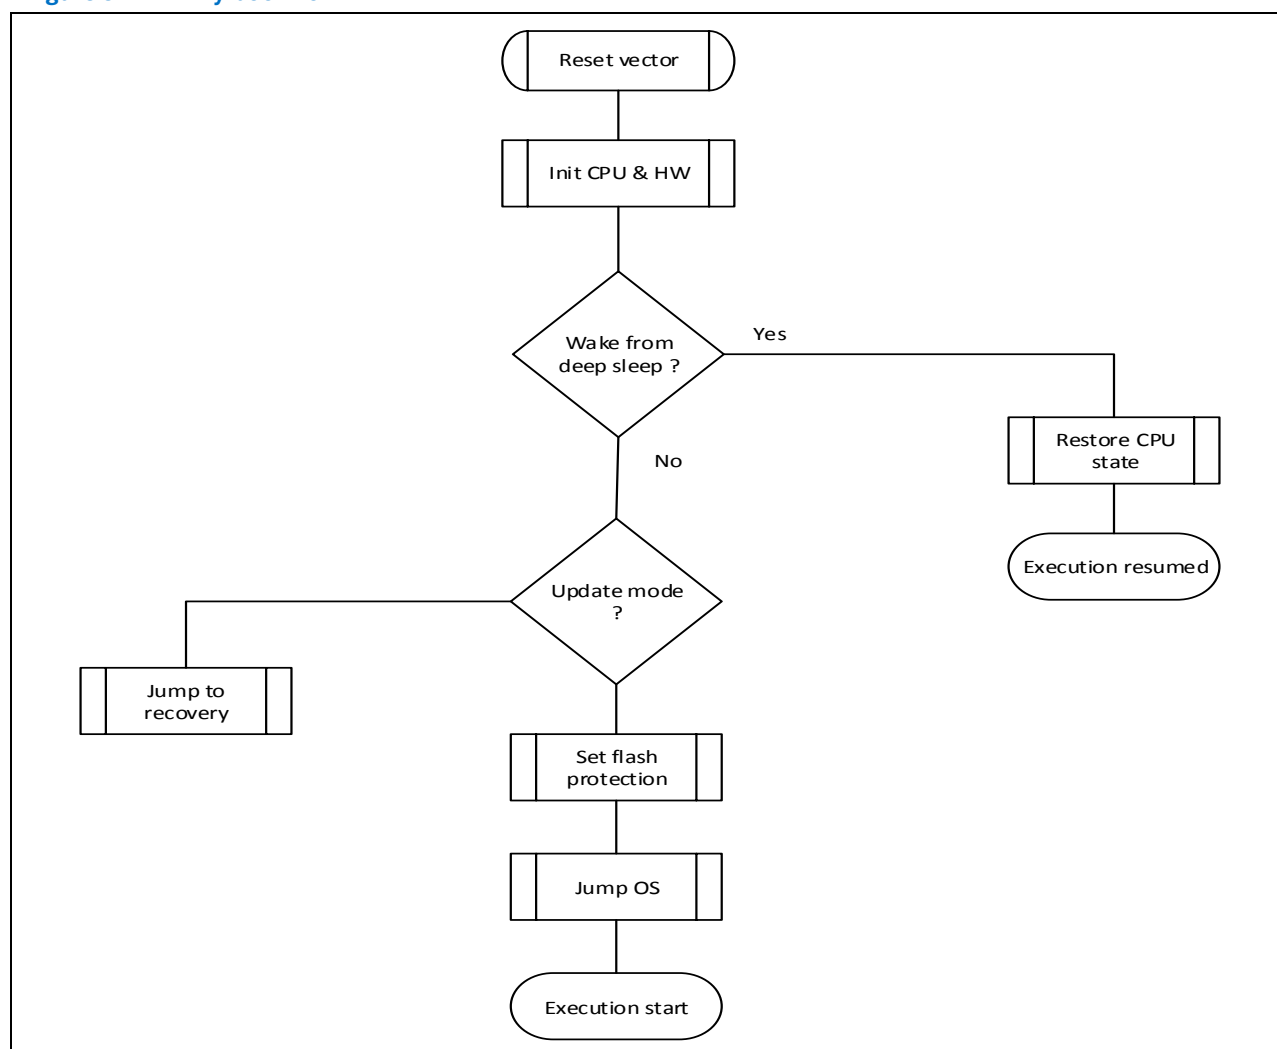 Reset vector
Init CPU & HW
Wake from
deep sleep ?
Yes
No
Restore CPU
state
Execution resumed
Update mode
?
Jump to
recovery
Set flash
protection
Jump OS
Execution start